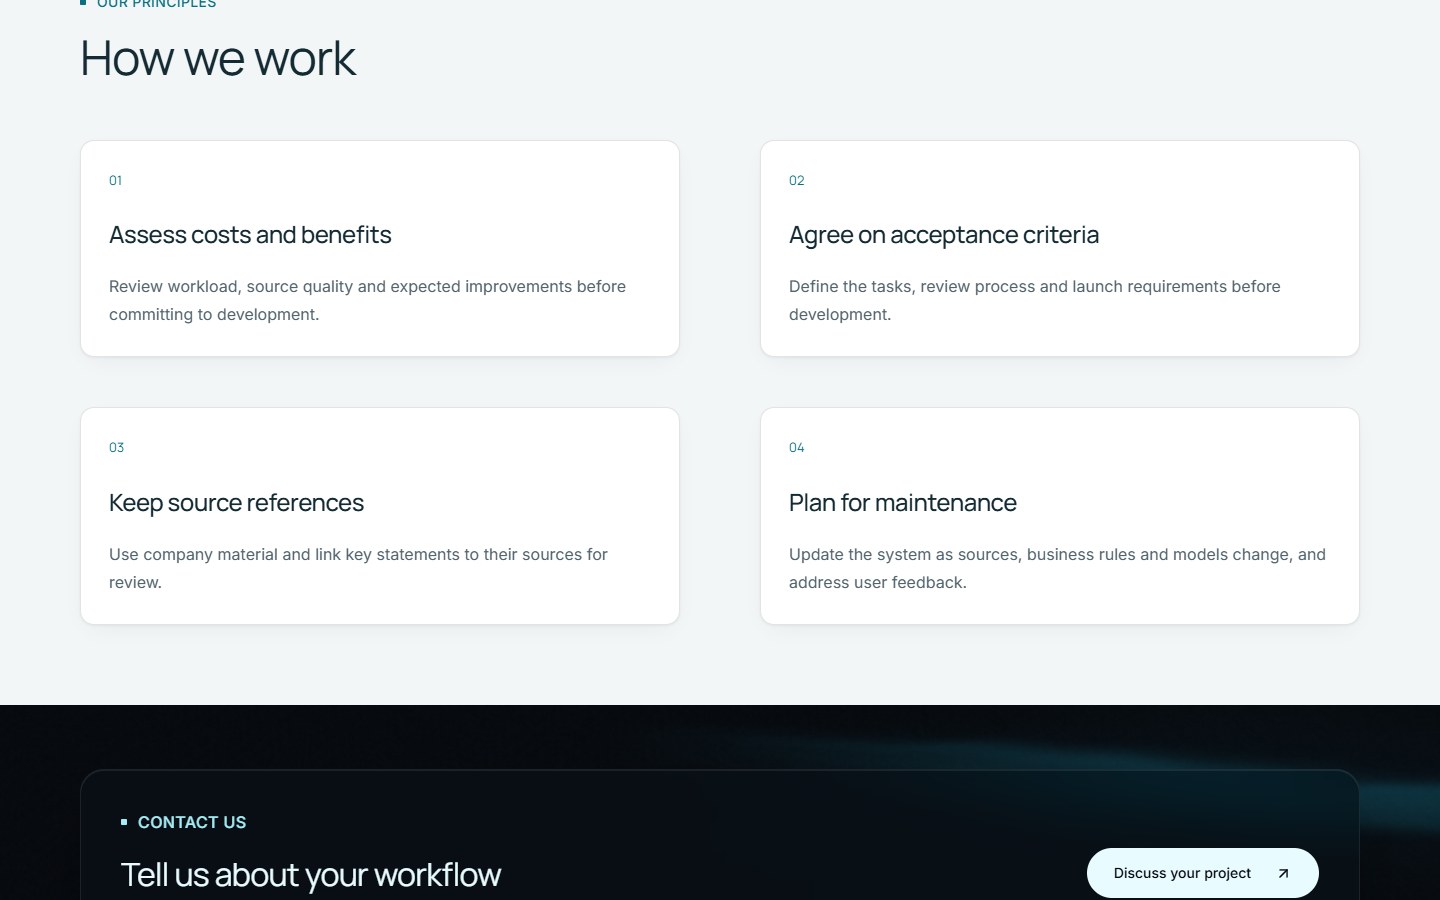 OUR PRINCIPLES
How we work
01
Assess costs and benefits
Review workload, source quality and expected improvements before
committing to development.
02
Agree on acceptance criteria
Define the tasks, review process and launch requirements before
development.
03
Keep source references
Use company material and link key statements to their sources for
review.
04
Plan for maintenance
Update the system as sources, business rules and models change, and
address user feedback.
CONTACT US
Tell us about your workflow
Discuss your project